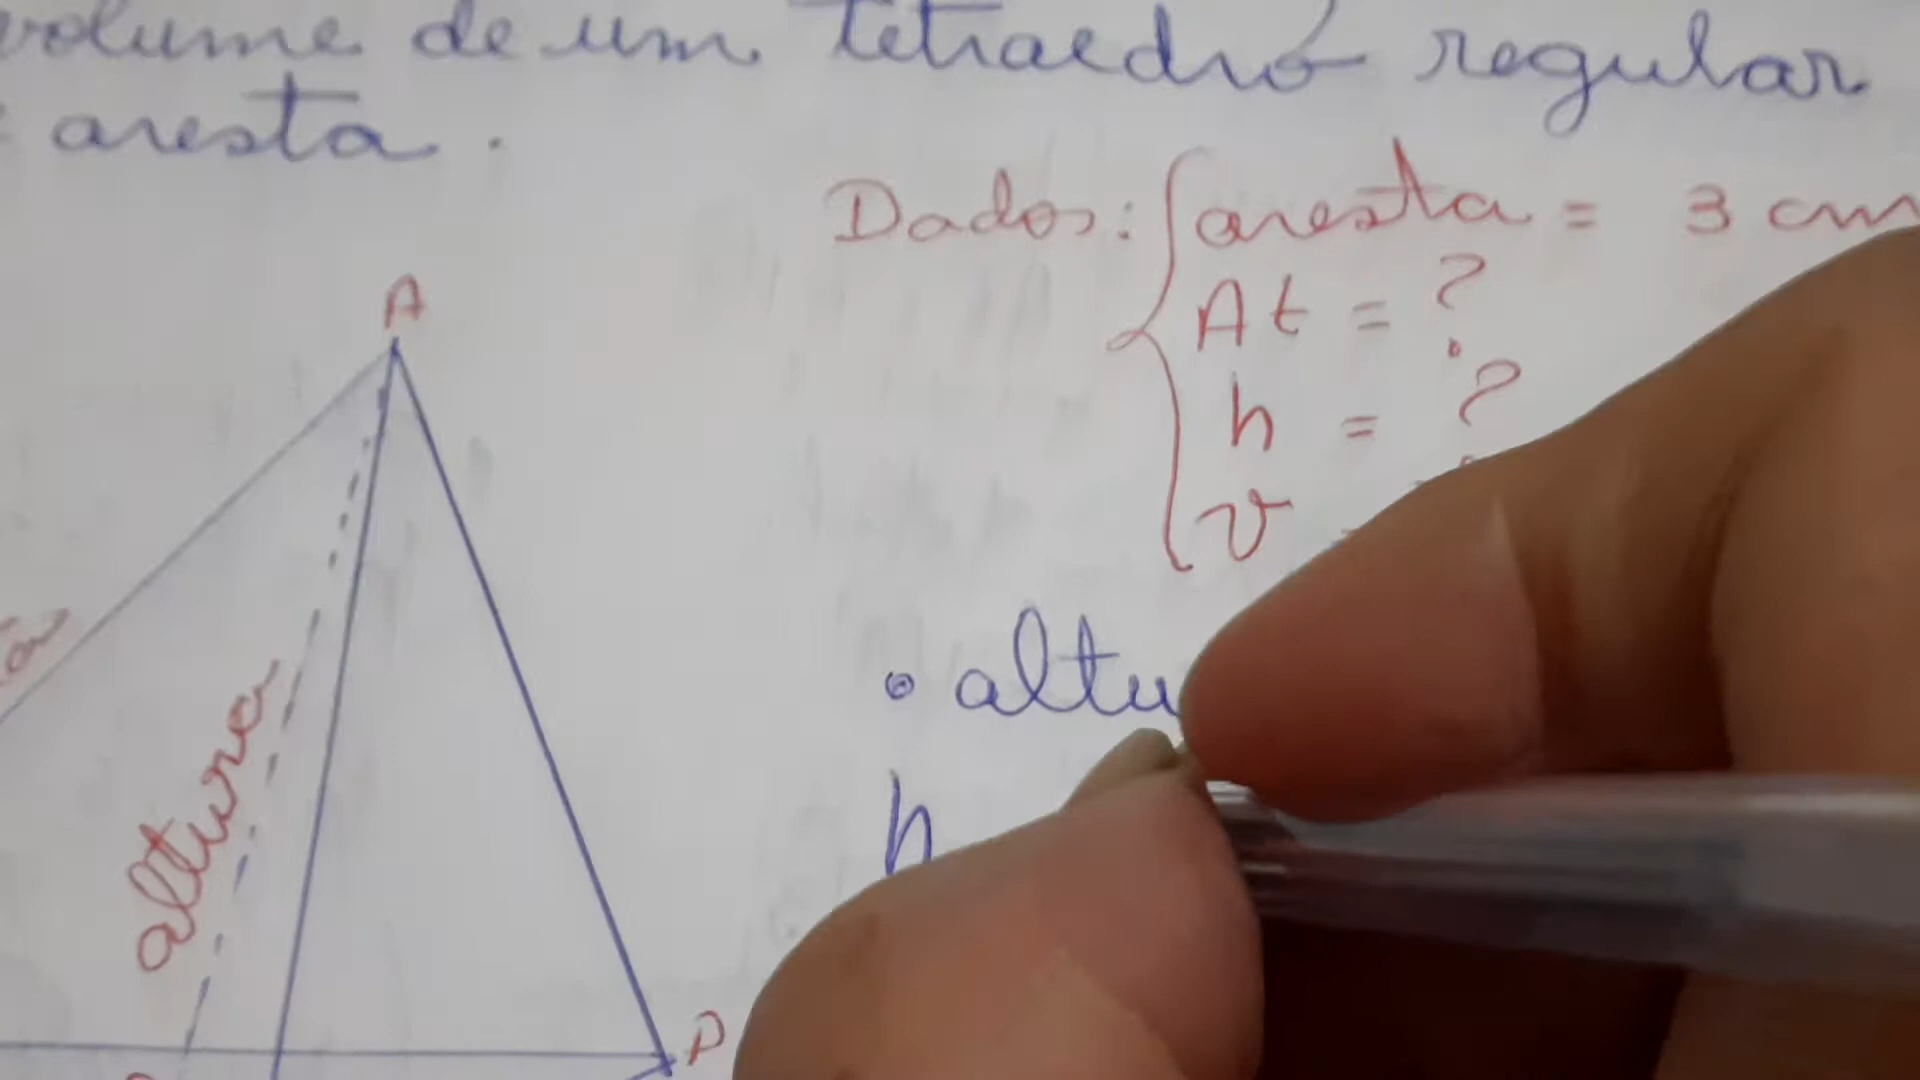 volume de um tetraedro regular
aresta.
Dados: aresta = 3 cm
At = ?
h = ?
v
A
altura
• altu
h
D